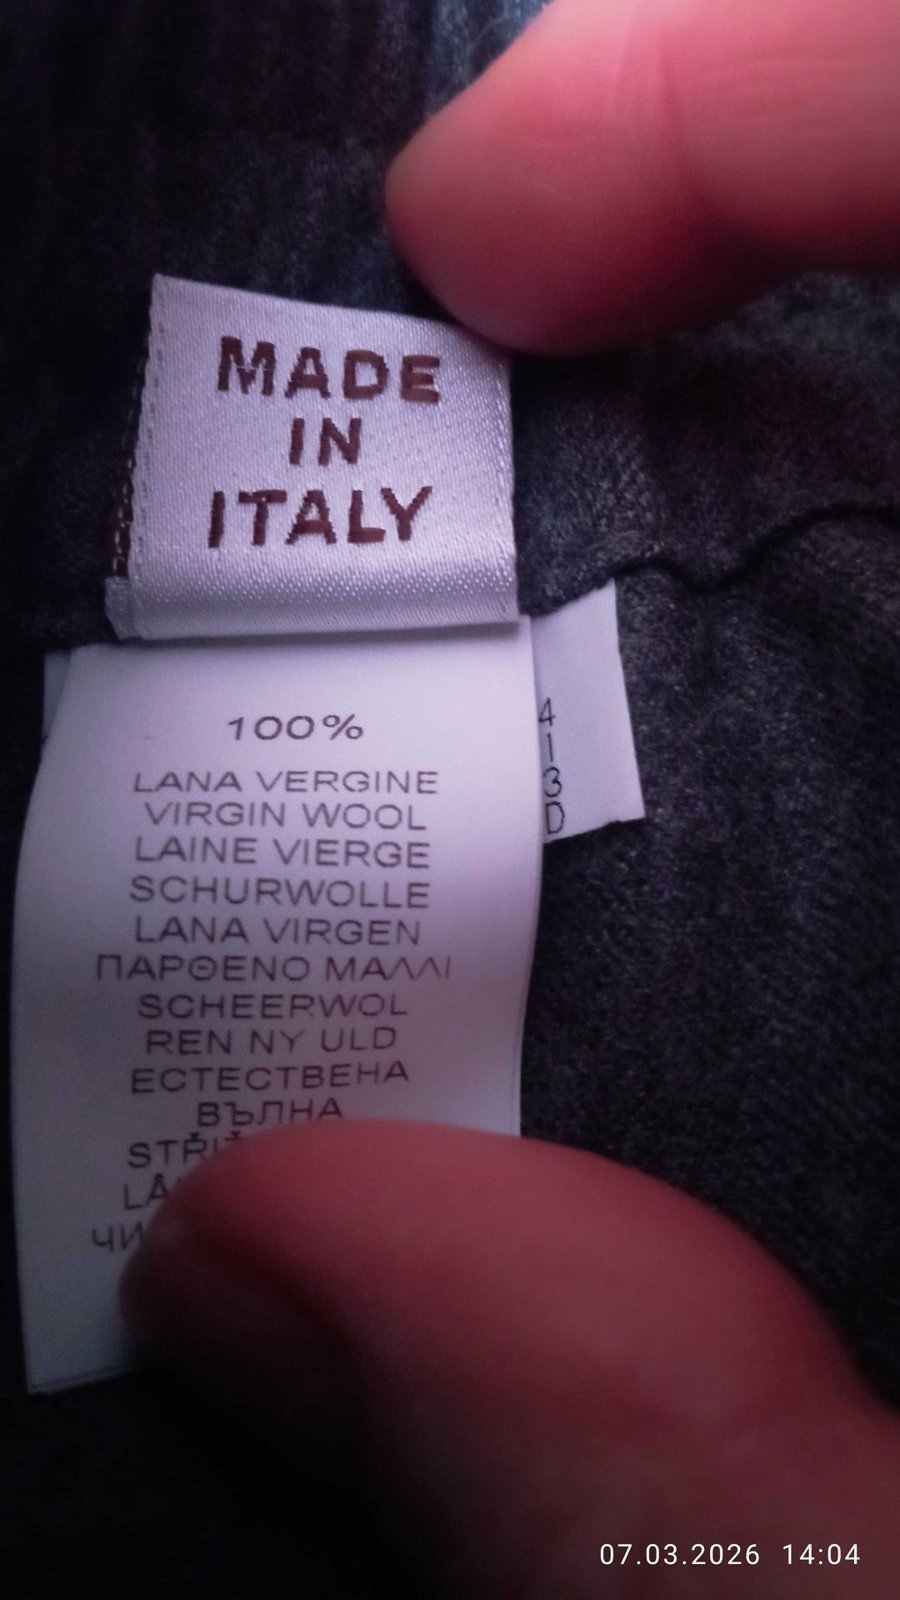 MADE
IN
ITALY
100%
LANA VERGINE
VIRGIN WOOL
LAINE VIERGE
SCHURWOLLE
LANA VIRGEN
ΠΑΡΘΕΝΟ ΜΑΛΛΙ
SCHEERWOL
REN NY ULD
ЕСТЕСТВЕНА
ВЪЛНА
4
1
3
D
07.03.2026 14:04